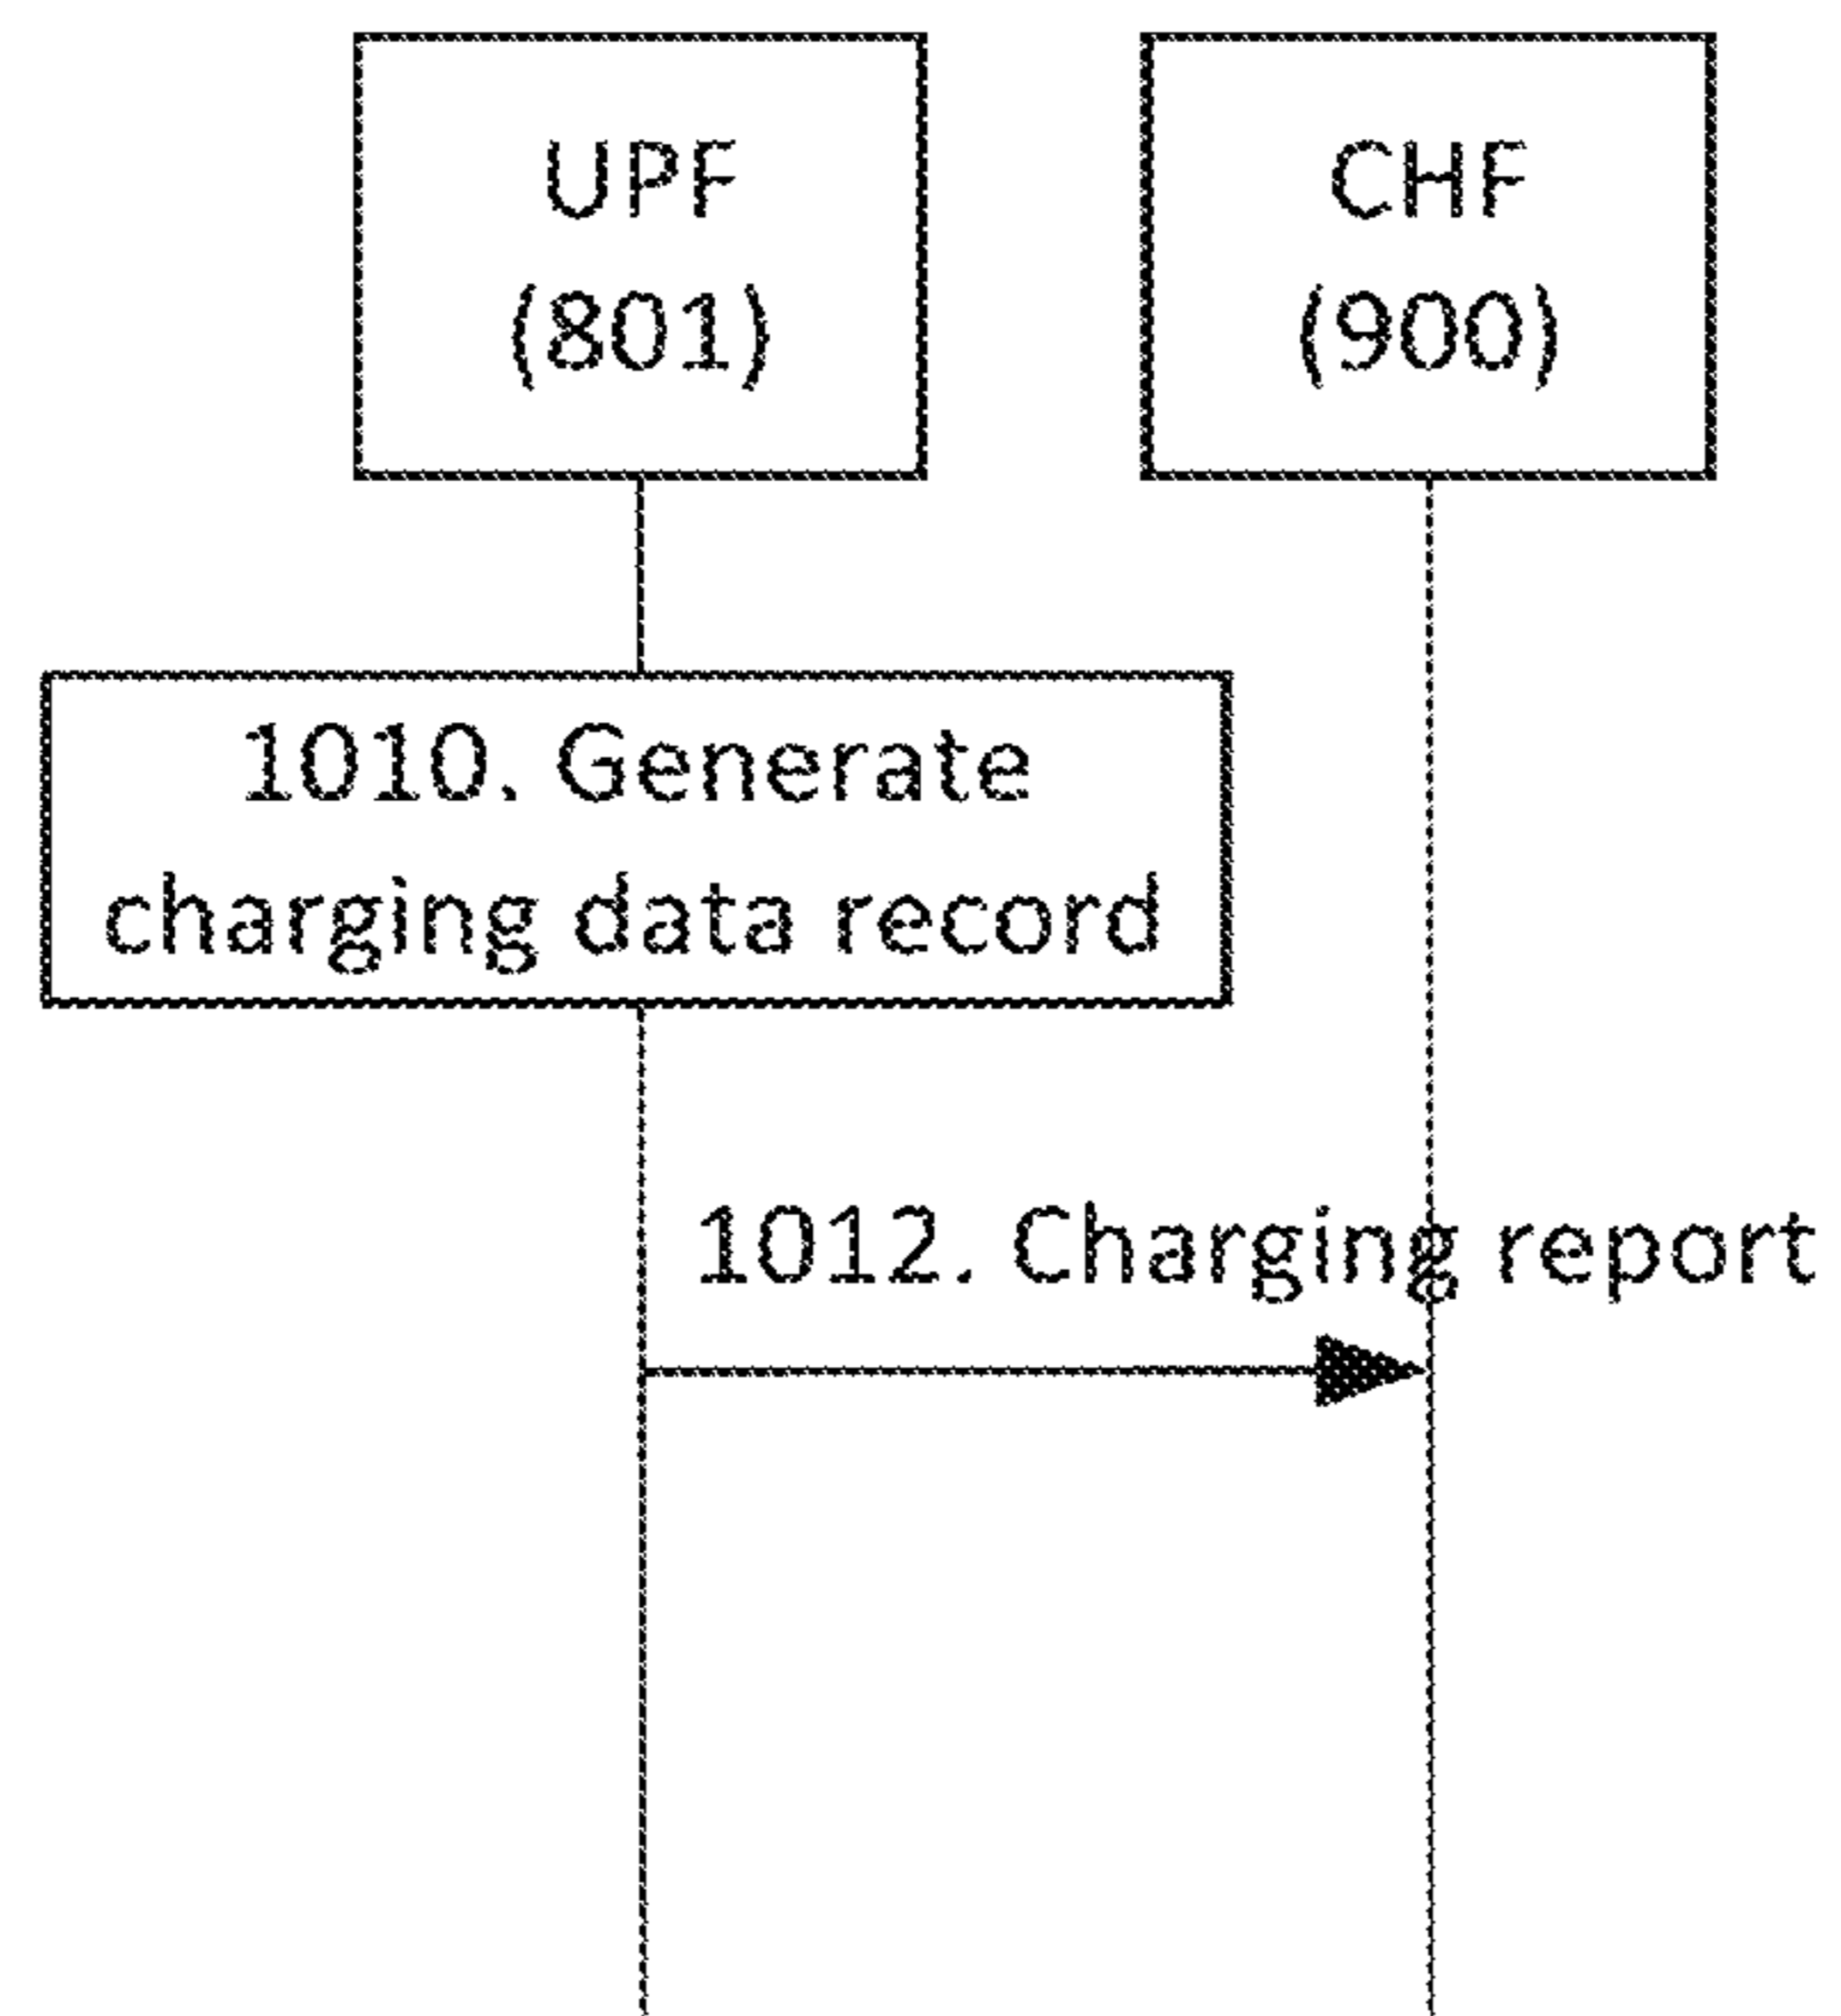 UPF
(801)
CHF
(900)
1010. Generate
charging data record
1012. Charging report